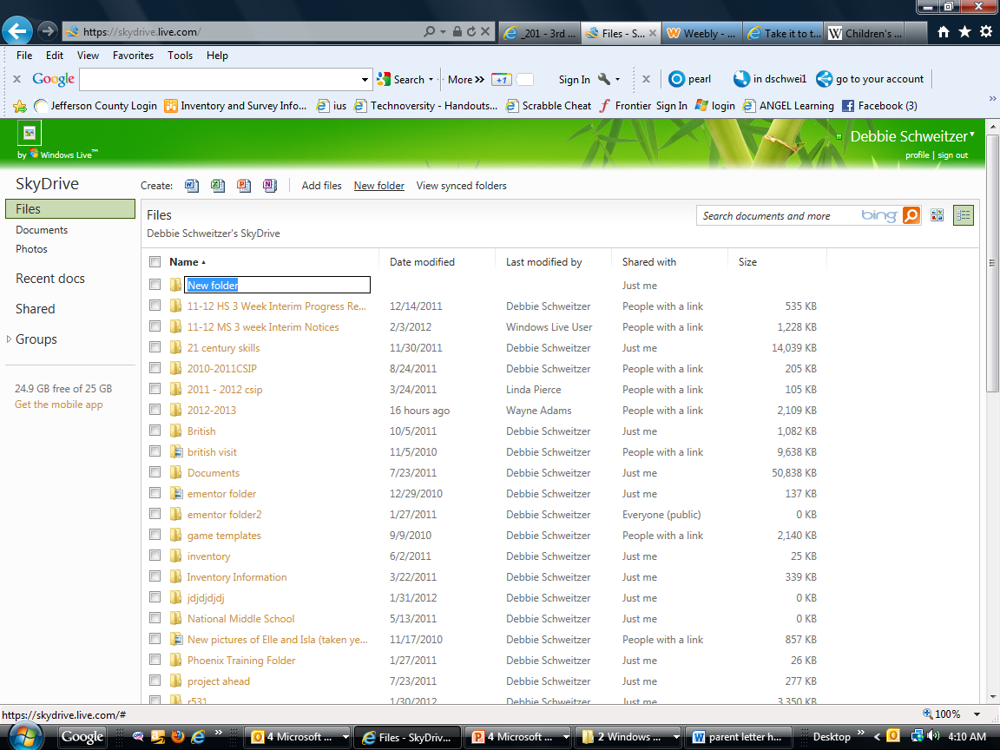 https://skydrive.live.com/
_201 - 3rd ...
Files - S...
Weebly - ...
Take it to t...
Children's ...
File Edit View Favorites Tools Help
Google Search More >> +1 Sign In pearl in dschwei1 go to your account
Jefferson County Login Inventory and Survey Info... ius Technoversity - Handouts... Scrabble Cheat Frontier Sign In login ANGEL Learning Facebook (3)
Debbie Schweitzer
by Windows Live™
profile | sign out
SkyDrive
Create: Add files New folder View synced folders
Files
Documents
Photos
Recent docs
Shared
Groups
24.9 GB free of 25 GB
Get the mobile app
Files
Search documents and more bing
Debbie Schweitzer's SkyDrive
Name Date modified Last modified by Shared with Size
New folder Just me
11-12 HS 3 Week Interim Progress Re... 12/14/2011 Debbie Schweitzer People with a link 535 KB
11-12 MS 3 week Interim Notices 2/3/2012 Windows Live User People with a link 1,228 KB
21 century skills 11/30/2011 Debbie Schweitzer Just me 14,039 KB
2010-2011CSIP 8/24/2011 Debbie Schweitzer People with a link 205 KB
2011 - 2012 csip 3/24/2011 Linda Pierce People with a link 105 KB
2012-2013 16 hours ago Wayne Adams People with a link 2,109 KB
British 10/5/2011 Debbie Schweitzer Just me 1,082 KB
british visit 11/5/2010 Debbie Schweitzer People with a link 9,638 KB
Documents 7/23/2011 Debbie Schweitzer Just me 50,838 KB
ementor folder 12/29/2010 Debbie Schweitzer Just me 137 KB
ementor folder2 1/27/2011 Debbie Schweitzer Everyone (public) 0 KB
game templates 9/9/2010 Debbie Schweitzer People with a link 2,140 KB
inventory 6/2/2011 Debbie Schweitzer Just me 25 KB
Inventory Information 3/22/2011 Debbie Schweitzer Just me 339 KB
jdjdjdjdj 1/31/2012 Debbie Schweitzer Just me 0 KB
National Middle School 5/13/2011 Debbie Schweitzer Just me 0 KB
New pictures of Elle and Isla (taken ye... 11/17/2010 Debbie Schweitzer People with a link 857 KB
Phoenix Training Folder 1/27/2011 Debbie Schweitzer Just me 26 KB
project ahead 7/23/2011 Debbie Schweitzer Just me 277 KB
r531 1/30/2012 Debbie Schweitzer Just me 3,350 KB
https://skydrive.live.com/# 100%
Google 4 Microsoft ... Files - SkyDriv... 4 Microsoft ... 2 Windows ... parent letter h... Desktop 4:10 AM